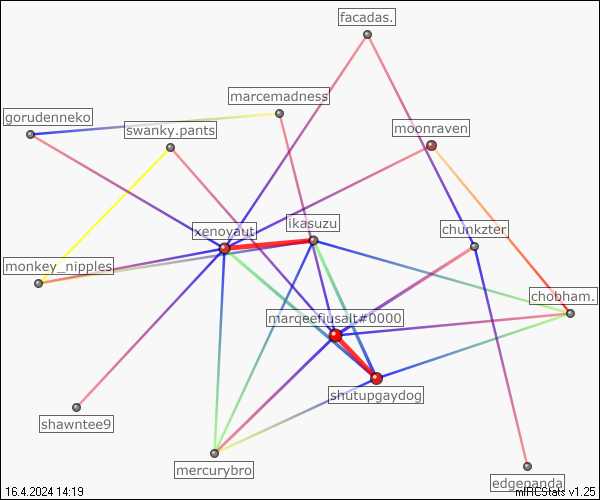 facadas.
marcemadness
gorudenneko
swanky.pants
moonraven
xenoyaut
ikasuzu
chunkzter
monkey_nipples
chobham.
marqeefiusalt#0000
shutupgaydog
shawntee9
mercurybro
edgepanda
16.4.2024 14:19
mIRCStats v1.25